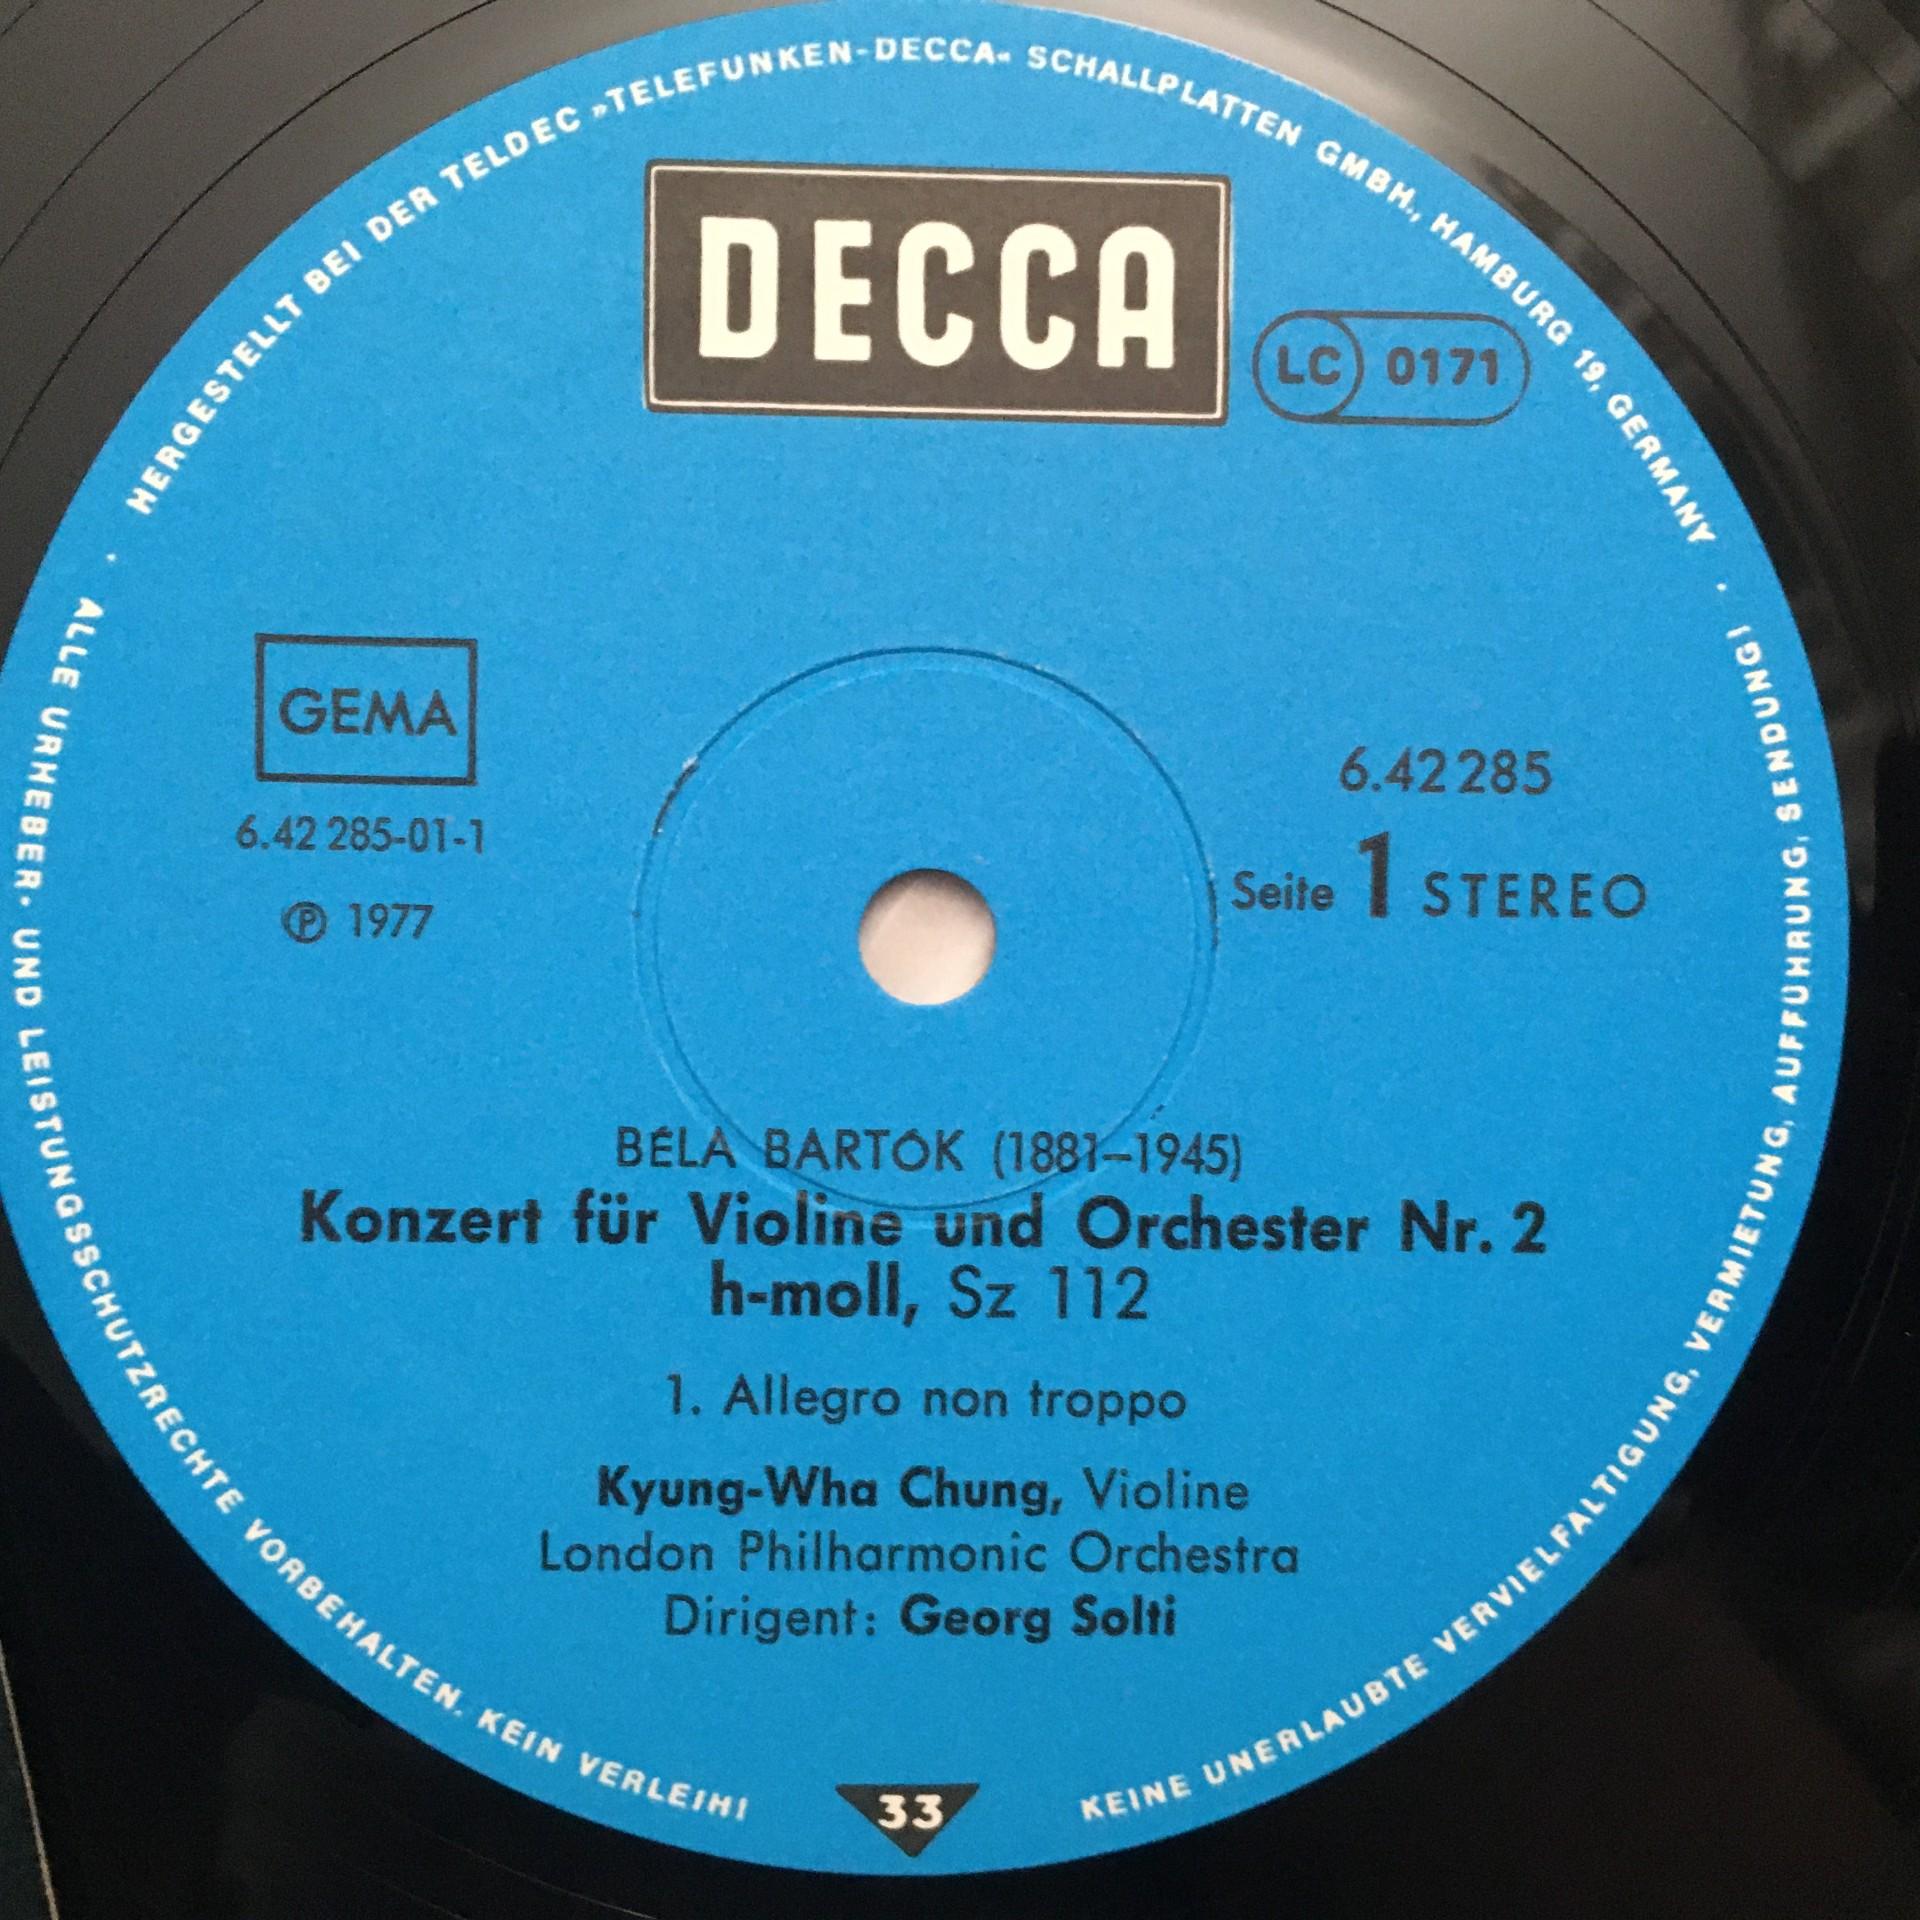 HERGESTELLT BEI DER TELDEC »TELEFUNKEN-DECCA« SCHALLPLATTEN GMBH., HAMBURG 19, GERMANY ·
DECCA
LC 0171
GEMA
6.42 285-01-1
℗ 1977
6.42 285
Seite 1 STEREO
BÉLA BARTÓK (1881–1945)
Konzert für Violine und Orchester Nr. 2
h-moll, Sz 112
1. Allegro non troppo
Kyung-Wha Chung, Violine
London Philharmonic Orchestra
Dirigent: Georg Solti
33
· ALLE URHEBER- UND LEISTUNGSSCHUTZRECHTE VORBEHALTEN. KEIN VERLEIH!
KEINE UNERLAUBTE VERVIELFÄLTIGUNG, VERMIETUNG, AUFFÜHRUNG, SENDUNG!